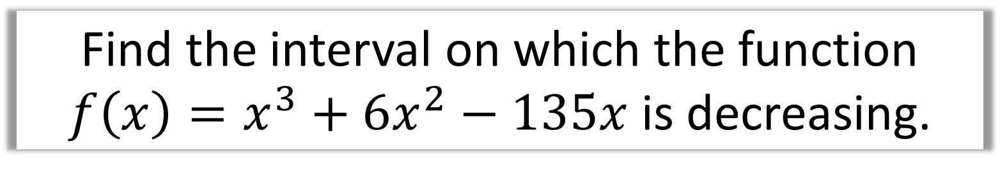 Find the interval on which the function
𝑓(𝑥) = 𝑥³ + 6𝑥² − 135𝑥 is decreasing.